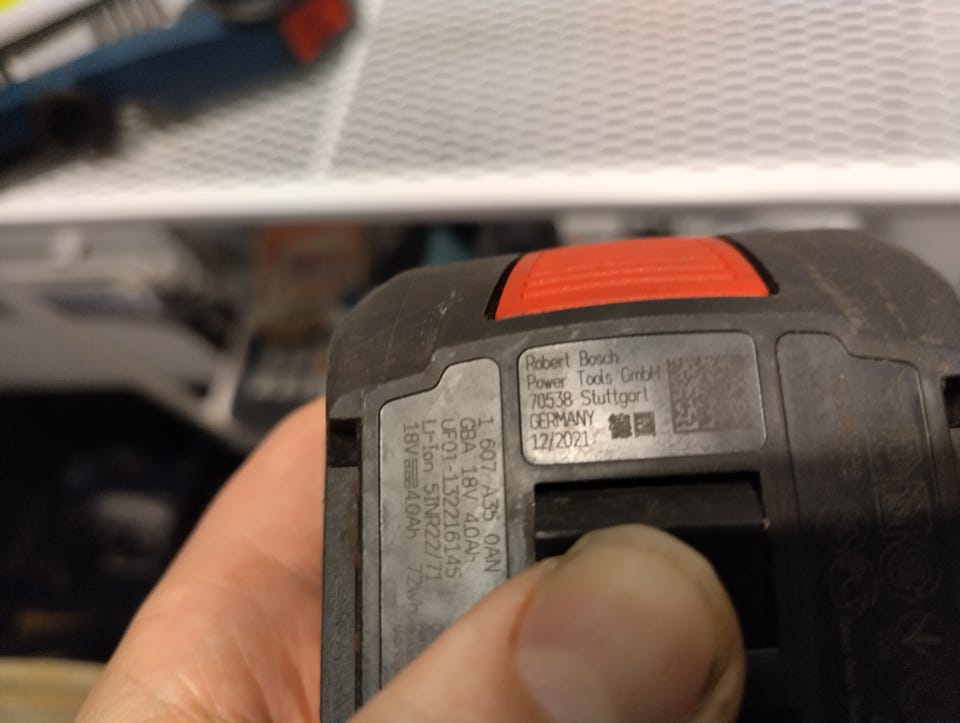 Robert Bosch
Power Tools GmbH
70538 Stuttgart
GERMANY
12/2021
1 607 A35 0AN
GBA 18V 4.0Ah
UF01-132216145
Li-Ion 5INR22/71
18V 4.0Ah 72Wh